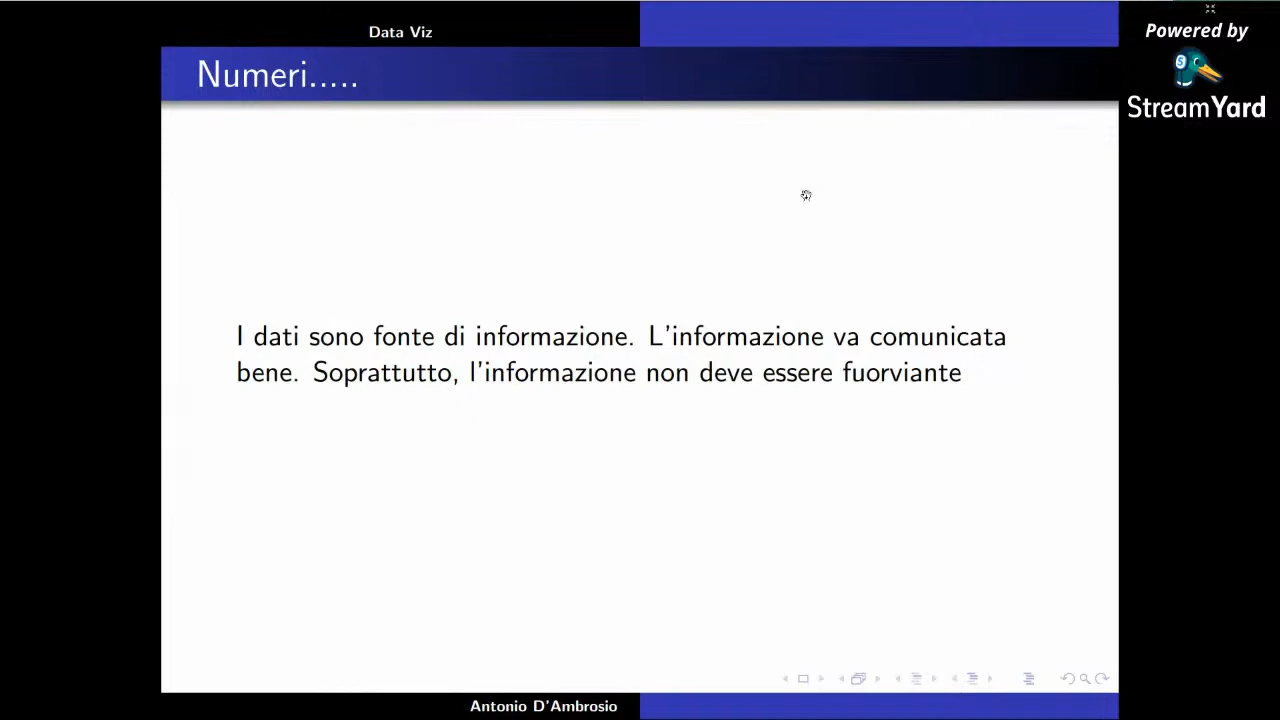 Data Viz
Powered by
StreamYard
Numeri.....
I dati sono fonte di informazione. L'informazione va comunicata
bene. Soprattutto, l'informazione non deve essere fuorviante
Antonio D'Ambrosio